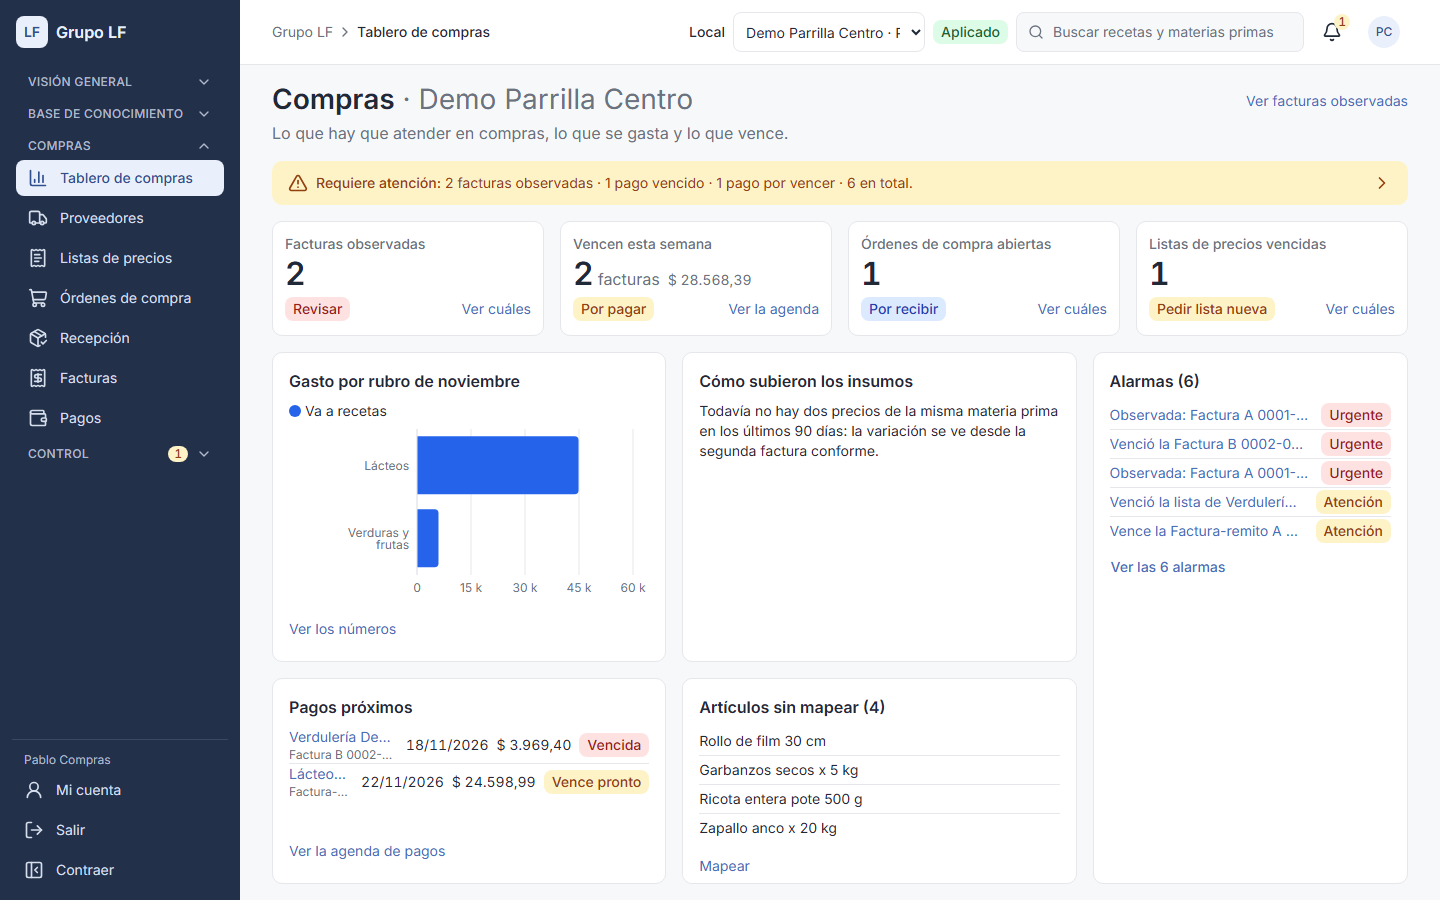 LF Grupo LF
VISIÓN GENERAL
BASE DE CONOCIMIENTO
COMPRAS
Tablero de compras
Proveedores
Listas de precios
Órdenes de compra
Recepción
Facturas
Pagos
CONTROL 1
Pablo Compras
Mi cuenta
Salir
Contraer
Grupo LF > Tablero de compras
Local
Demo Parrilla Centro ·
Aplicado
Buscar recetas y materias primas
1
PC
Compras · Demo Parrilla Centro
Ver facturas observadas
Lo que hay que atender en compras, lo que se gasta y lo que vence.
Requiere atención: 2 facturas observadas · 1 pago vencido · 1 pago por vencer · 6 en total.
Facturas observadas
2
Revisar
Ver cuáles
Vencen esta semana
2 facturas $ 28.568,39
Por pagar
Ver la agenda
Órdenes de compra abiertas
1
Por recibir
Ver cuáles
Listas de precios vencidas
1
Pedir lista nueva
Ver cuáles
Gasto por rubro de noviembre
Va a recetas
Lácteos
Verduras y
frutas
0 15 k 30 k 45 k 60 k
Ver los números
Cómo subieron los insumos
Todavía no hay dos precios de la misma materia prima
en los últimos 90 días: la variación se ve desde la
segunda factura conforme.
Alarmas (6)
Observada: Factura A 0001-... Urgente
Venció la Factura B 0002-0... Urgente
Observada: Factura A 0001-... Urgente
Venció la lista de Verdulerí... Atención
Vence la Factura-remito A ... Atención
Ver las 6 alarmas
Pagos próximos
Verdulería De... 18/11/2026 $ 3.969,40 Vencida
Factura B 0002-...
Lácteo... 22/11/2026 $ 24.598,99 Vence pronto
Factura-...
Ver la agenda de pagos
Artículos sin mapear (4)
Rollo de film 30 cm
Garbanzos secos x 5 kg
Ricota entera pote 500 g
Zapallo anco x 20 kg
Mapear